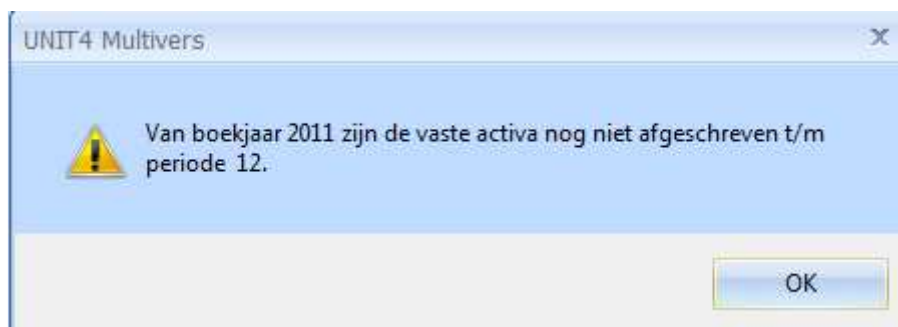 UNIT4 Multivers
Van boekjaar 2011 zijn de vaste activa nog niet afgeschreven t/m
periode 12.
OK